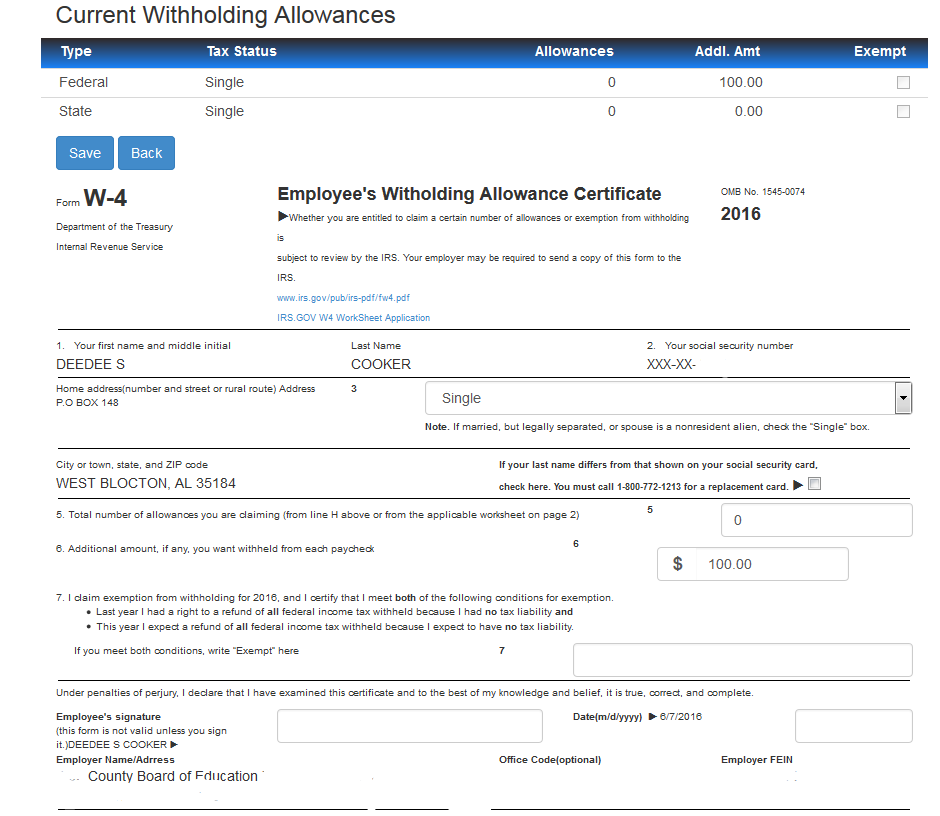 Current Withholding Allowances
Type Tax Status Allowances Addl. Amt Exempt
Federal Single 0 100.00
State Single 0 0.00
Save Back
Form W-4
Department of the Treasury
Internal Revenue Service
Employee's Witholding Allowance Certificate
▶Whether you are entitled to claim a certain number of allowances or exemption from withholding
is
subject to review by the IRS. Your employer may be required to send a copy of this form to the
IRS.
www.irs.gov/pub/irs-pdf/fw4.pdf
IRS.GOV W4 WorkSheet Application
OMB No. 1545-0074
2016
1. Your first name and middle initial Last Name 2. Your social security number
DEEDEE S COOKER XXX-XX-
Home address(number and street or rural route) Address 3
P.O BOX 148
Single
Note. If married, but legally separated, or spouse is a nonresident alien, check the "Single" box.
City or town, state, and ZIP code
WEST BLOCTON, AL 35184
If your last name differs from that shown on your social security card,
check here. You must call 1-800-772-1213 for a replacement card. ▶
5. Total number of allowances you are claiming (from line H above or from the applicable worksheet on page 2) 5 0
6. Additional amount, if any, you want withheld from each paycheck 6 $ 100.00
7. I claim exemption from withholding for 2016, and I certify that I meet both of the following conditions for exemption.
• Last year I had a right to a refund of all federal income tax withheld because I had no tax liability and
• This year I expect a refund of all federal income tax withheld because I expect to have no tax liability.
If you meet both conditions, write "Exempt" here 7
Under penalties of perjury, I declare that I have examined this certificate and to the best of my knowledge and belief, it is true, correct, and complete.
Employee's signature
(this form is not valid unless you sign
it.)DEEDEE S COOKER ▶
Date(m/d/yyyy) ▶ 6/7/2016
Employer Name/Adrress Office Code(optional) Employer FEIN
County Board of Education